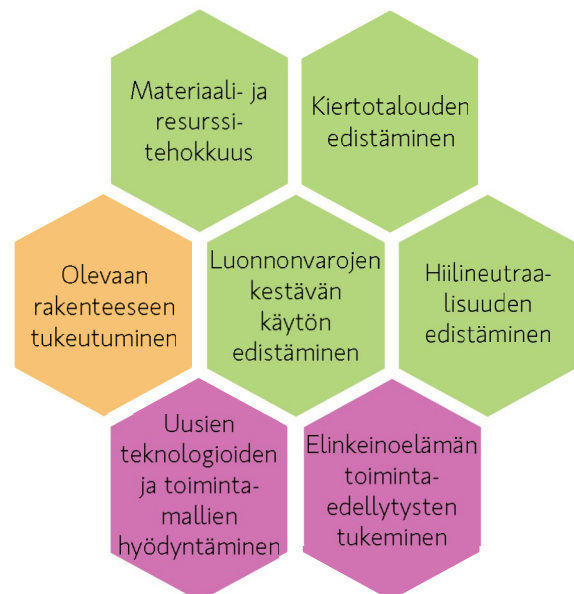 Materiaali- ja
resurssi-
tehokkuus
Kiertotalouden
edistäminen
Olevaan
rakenteeseen
tukeutuminen
Luonnonvarojen
kestävän
käytön
edistäminen
Hiilineutraa-
lisuuden
edistäminen
Uusien
teknologioiden
ja toiminta-
mallien
hyödyntäminen
Elinkeinoelämän
toiminta-
edellytysten
tukeminen